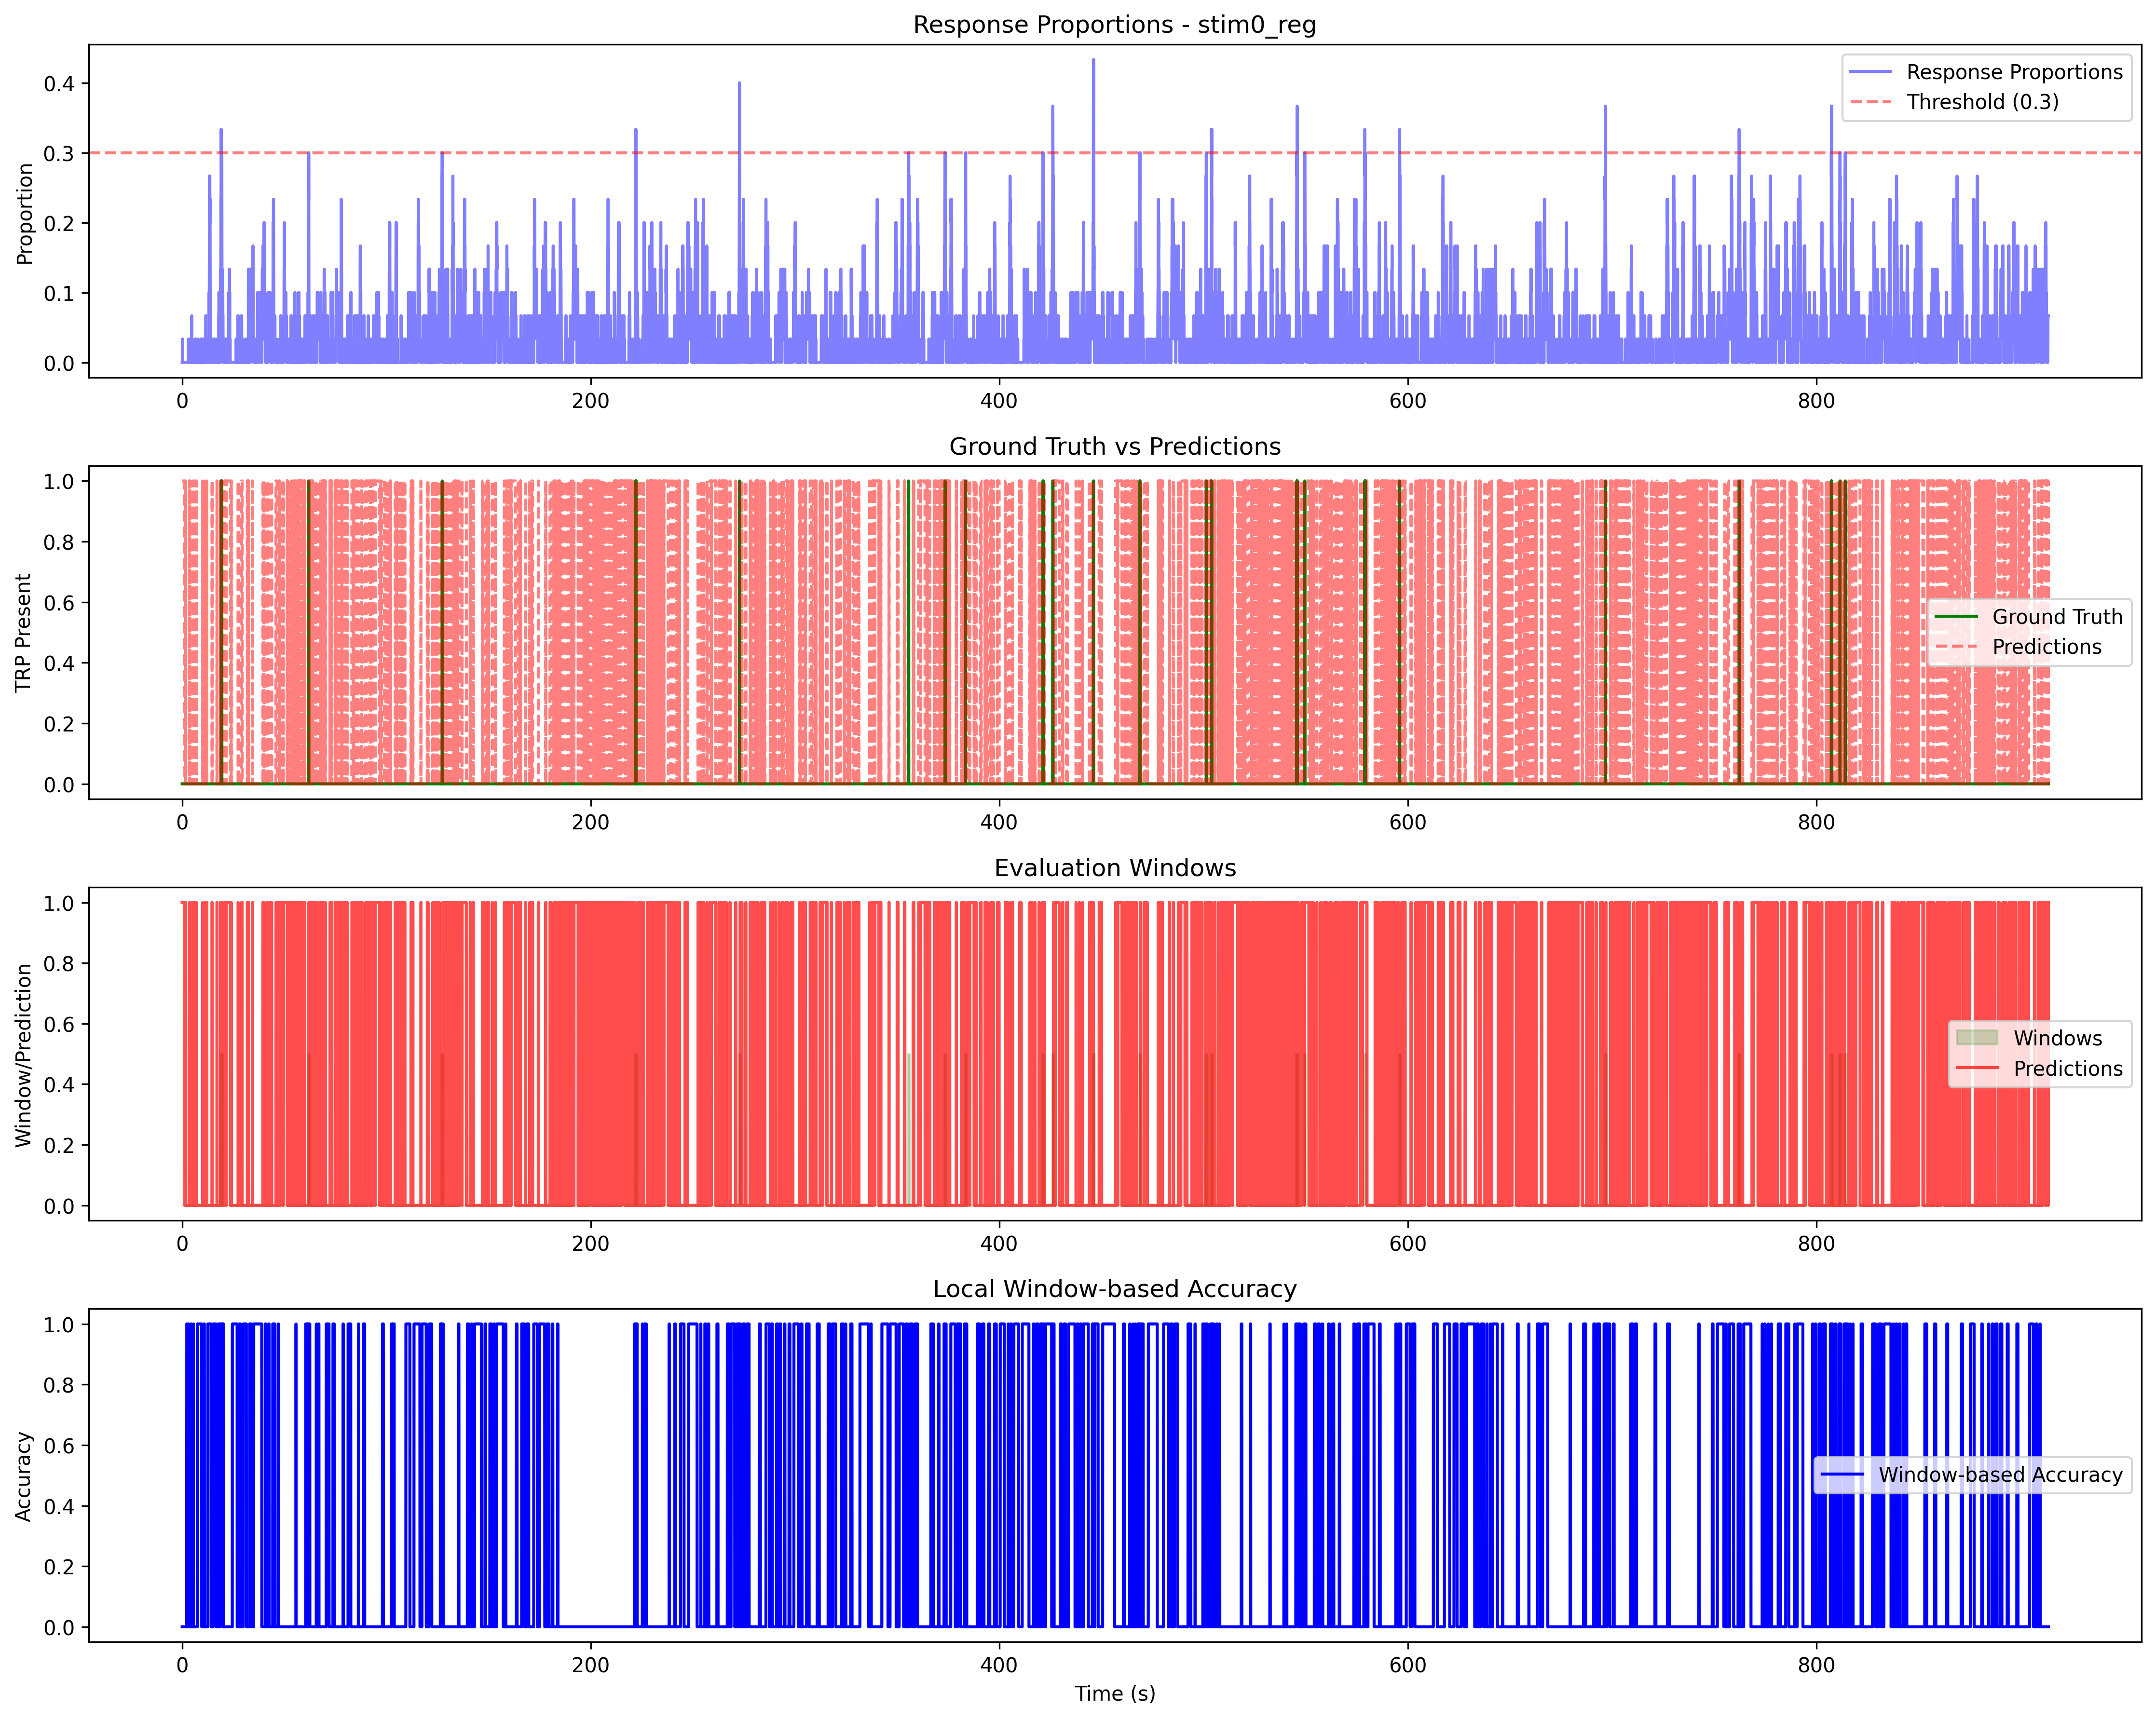 Response Proportions - stim0_reg
Proportion
0.4
0.3
0.2
0.1
0.0
Response Proportions
Threshold (0.3)
0
200
400
600
800
Ground Truth vs Predictions
TRP Present
1.0
0.8
0.6
0.4
0.2
0.0
Ground Truth
Predictions
0
200
400
600
800
Evaluation Windows
Window/Prediction
1.0
0.8
0.6
0.4
0.2
0.0
Windows
Predictions
0
200
400
600
800
Local Window-based Accuracy
Accuracy
1.0
0.8
0.6
0.4
0.2
0.0
Window-based Accuracy
0
200
400
600
800
Time (s)